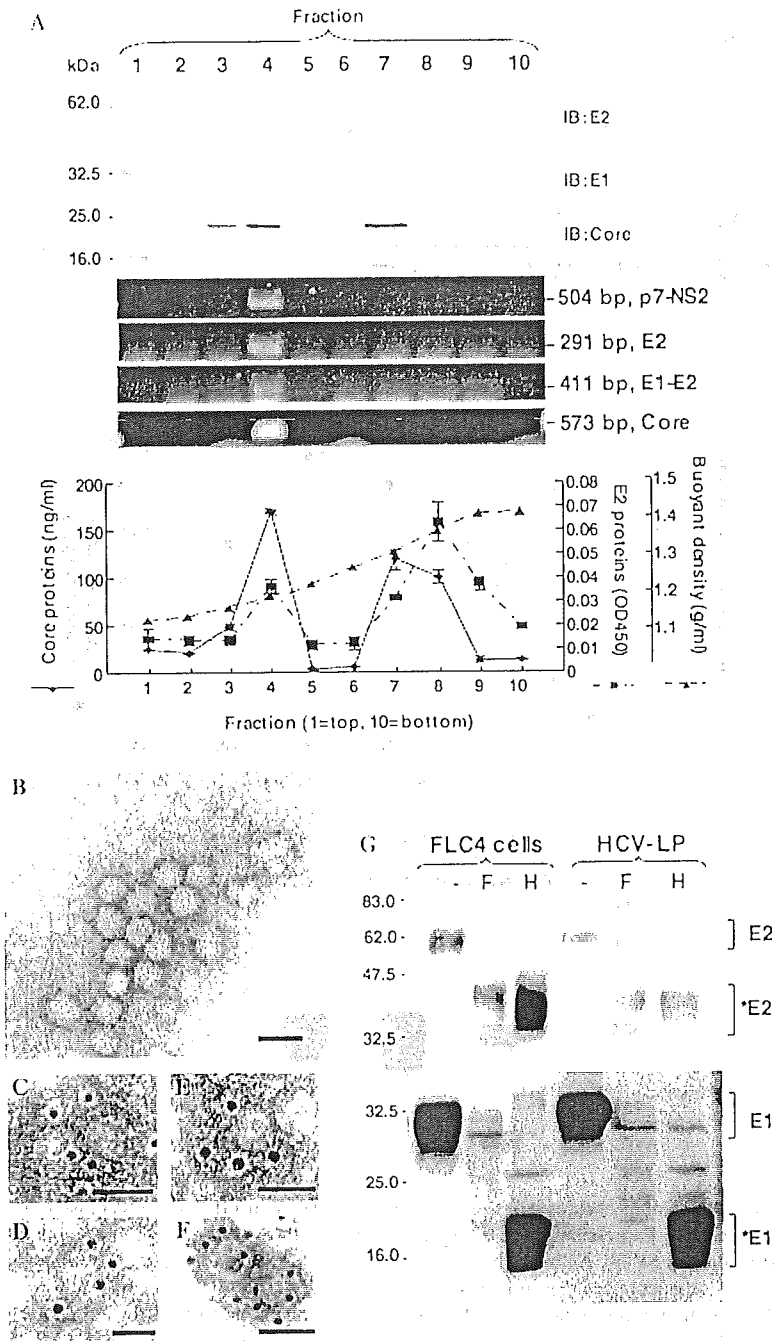 A
Fraction
kDa 1 2 3 4 5 6 7 8 9 10
62.0
IB:E2
32.5
IB:E1
25.0
IB:Core
16.0
504 bp, p7-NS2
291 bp, E2
411 bp, E1-E2
573 bp, Core
Core proteins (ng/ml)
200
150
100
50
0
1 2 3 4 5 6 7 8 9 10
Fraction (1=top, 10=bottom)
0.08
0.07
0.06
0.05
0.04
0.03
0.02
0.01
0
E2 proteins (OD450)
1.5
1.4
1.3
1.2
1.1
Buoyant density (g/ml)
B
C
E
D
F
G
FLC4 cells HCV-LP
- F H - F H
83.0
62.0
47.5
32.5
E2
*E2
32.5
25.0
16.0
E1
*E1